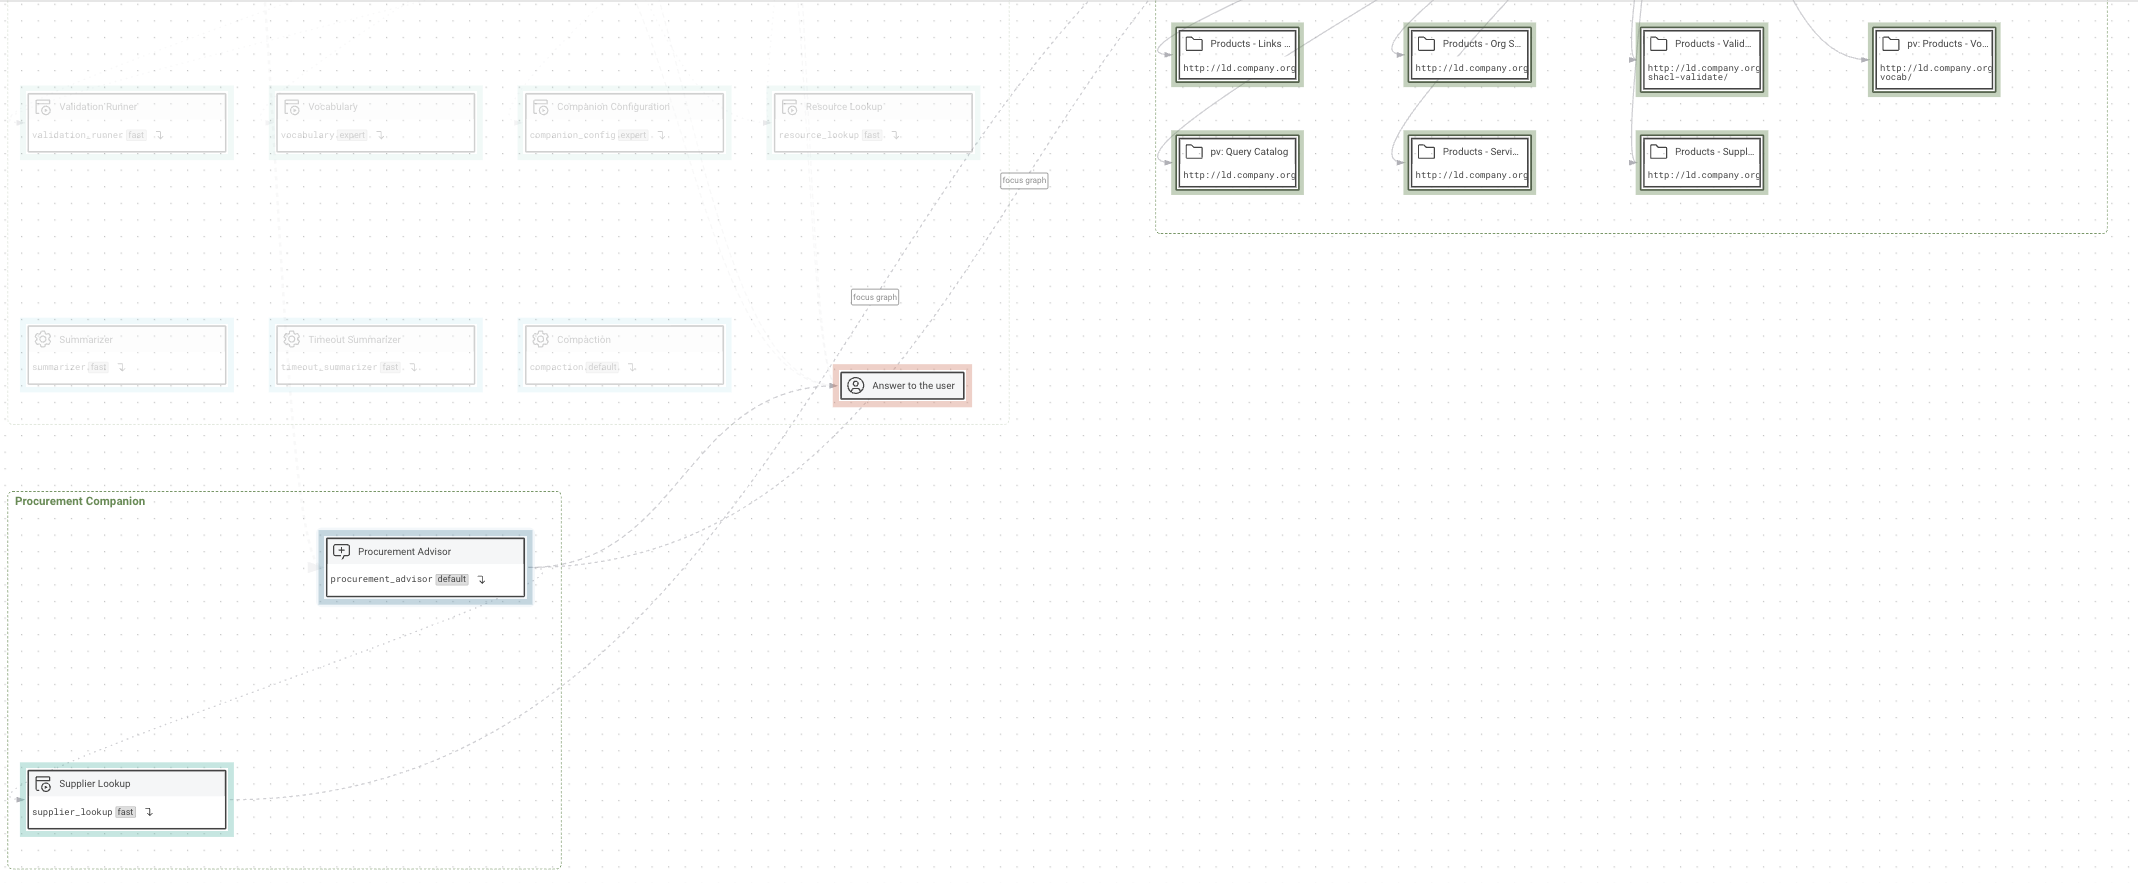 Products - Links ...
http://ld.company.org
Products - Org S...
http://ld.company.org
Products - Valid...
http://ld.company.org
shacl-validate/
pv: Products - Vo...
http://ld.company.org
vocab/
Validation Runner
validation_runner fast
Vocabulary
vocabulary expert
Companion Configuration
companion_config expert
Resource Lookup
resource_lookup fast
pv: Query Catalog
http://ld.company.org
Products - Servi...
http://ld.company.org
Products - Suppl...
http://ld.company.org
focus graph
focus graph
Summarizer
summarizer fast
Timeout Summarizer
timeout_summarizer fast
Compaction
compaction default
Answer to the user
Procurement Companion
Procurement Advisor
procurement_advisor default
Supplier Lookup
supplier_lookup fast